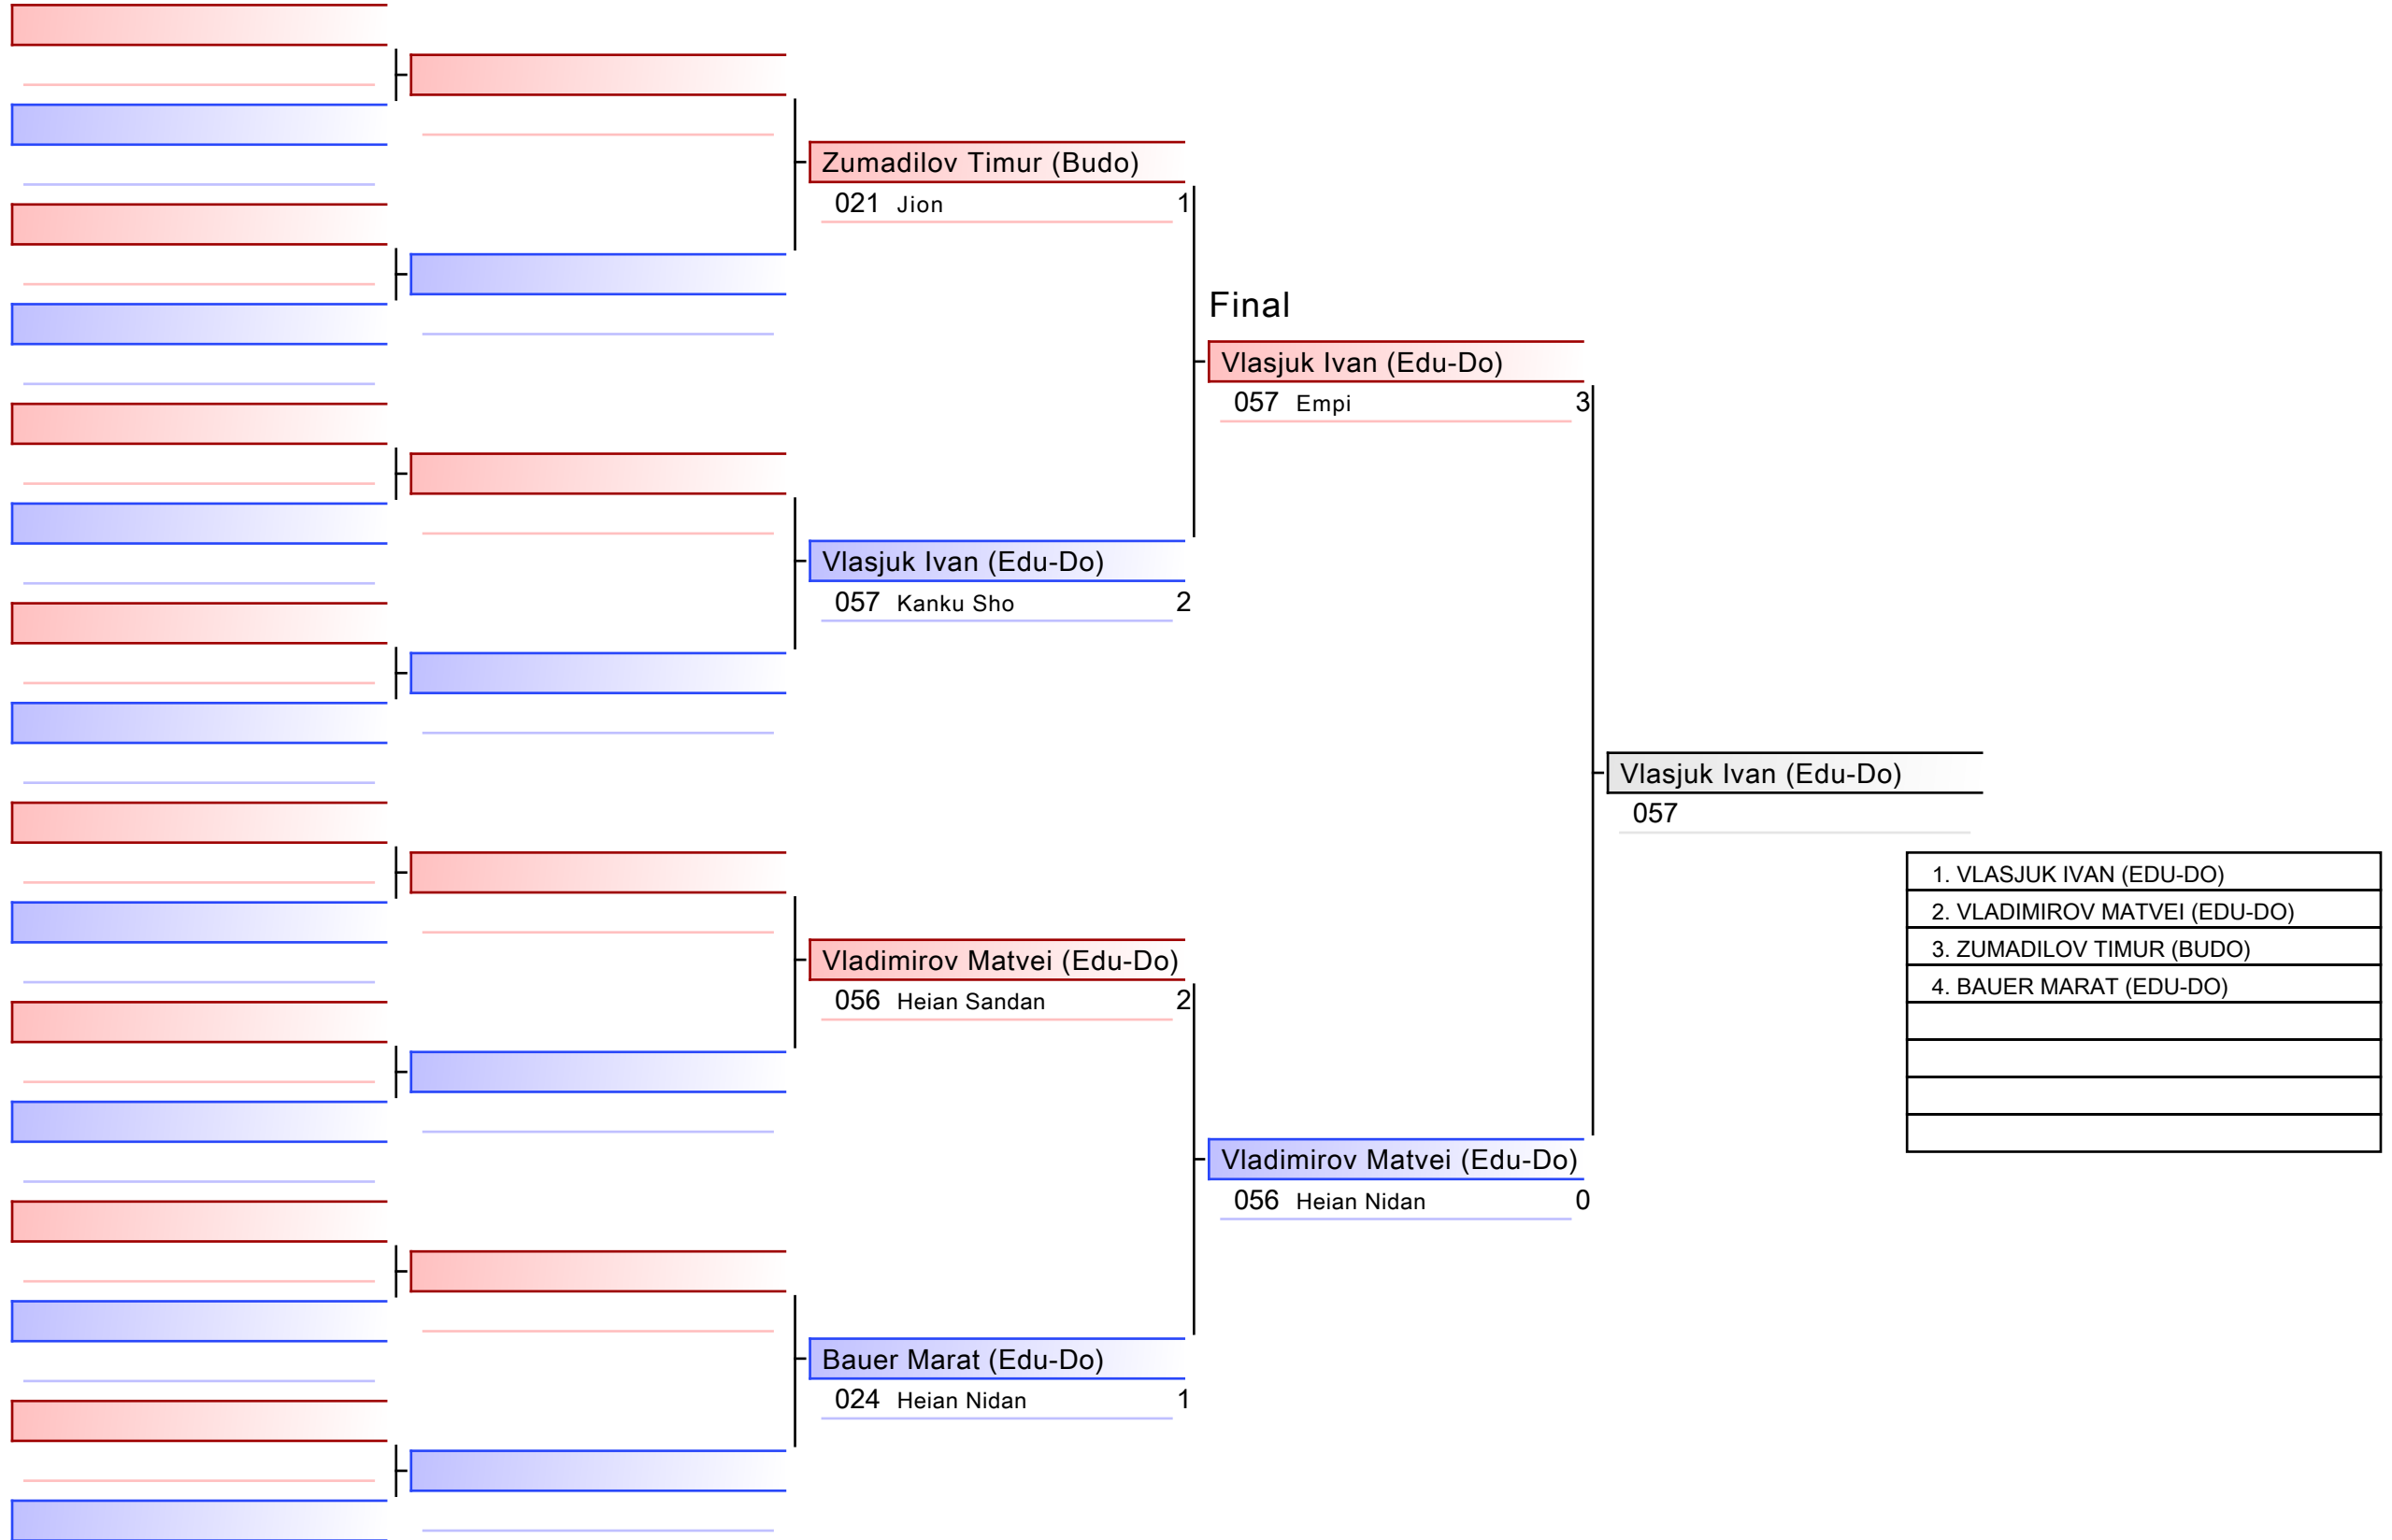 Zumadilov Timur (Budo)
021 Jion 1
Final
Vlasjuk Ivan (Edu-Do)
057 Empi 3
Vlasjuk Ivan (Edu-Do)
057 Kanku Sho 2
Vlasjuk Ivan (Edu-Do)
057
1. VLASJUK IVAN (EDU-DO)
2. VLADIMIROV MATVEI (EDU-DO)
3. ZUMADILOV TIMUR (BUDO)
4. BAUER MARAT (EDU-DO)
Vladimirov Matvei (Edu-Do)
056 Heian Sandan 2
Vladimirov Matvei (Edu-Do)
056 Heian Nidan 0
Bauer Marat (Edu-Do)
024 Heian Nidan 1